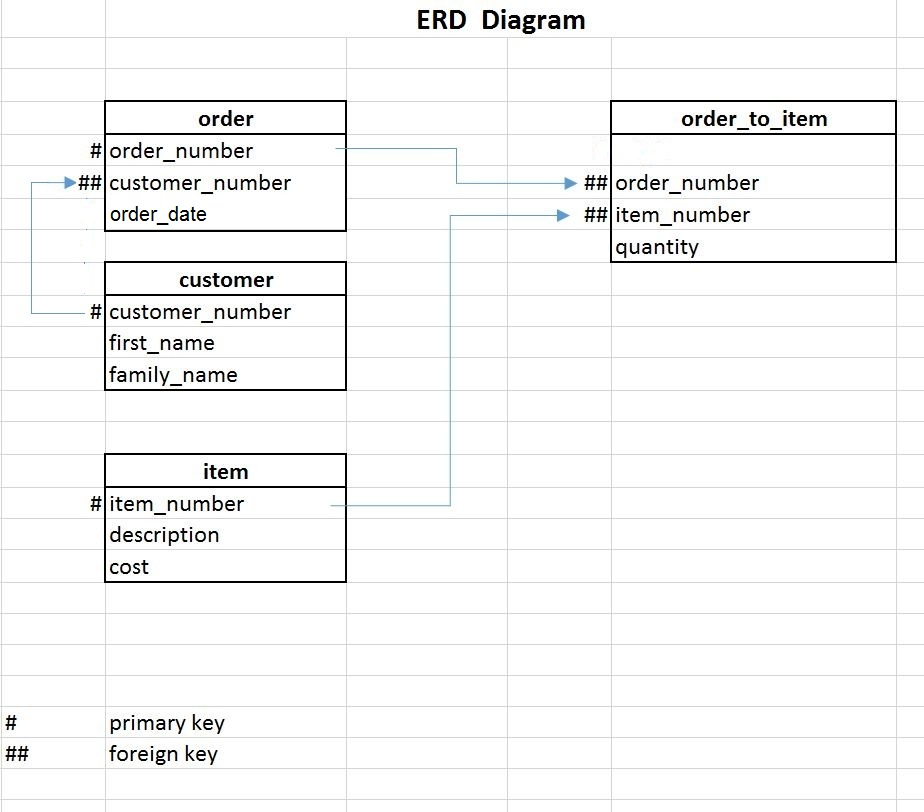 ERD Diagram
order
# order_number
## customer_number
order_date
order_to_item
## order_number
## item_number
quantity
customer
# customer_number
first_name
family_name
item
# item_number
description
cost
# primary key
## foreign key